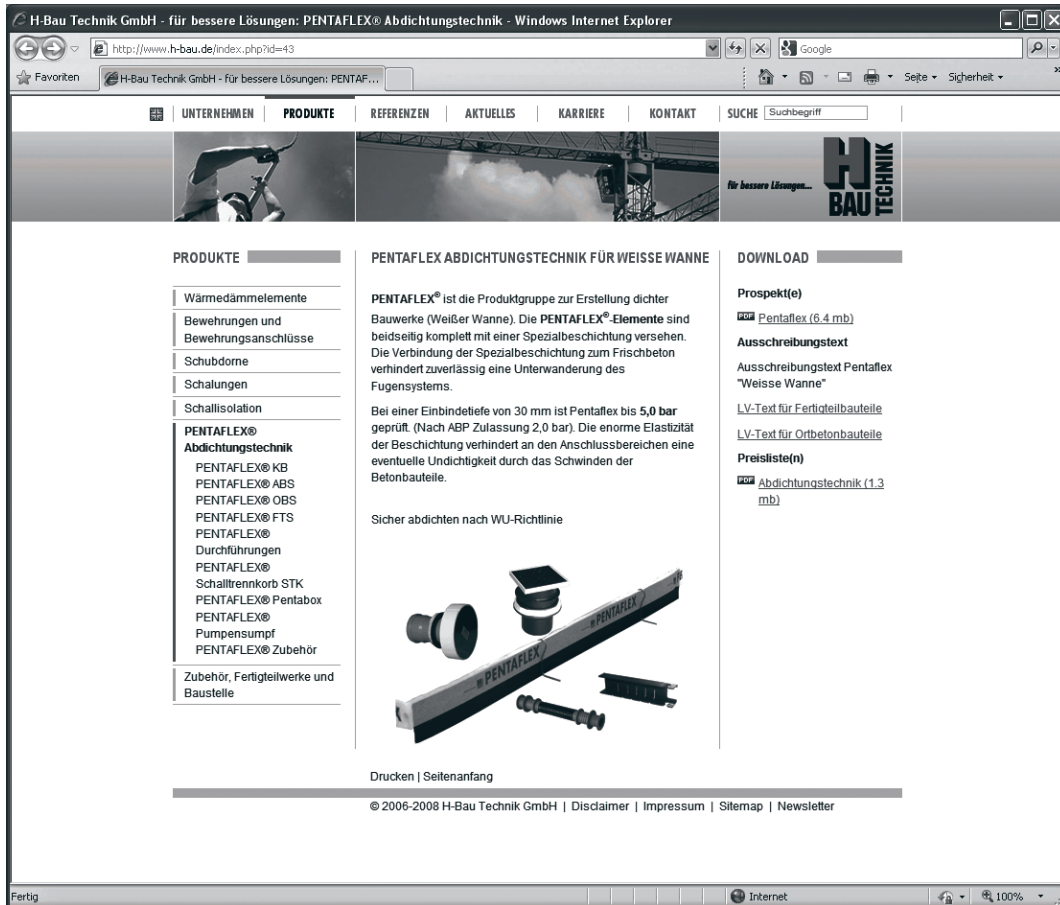 H-Bau Technik GmbH - für bessere Lösungen: PENTAFLEX® Abdichtungstechnik - Windows Internet Explorer
http://www.h-bau.de/index.php?id=43
Google
Favoriten
H-Bau Technik GmbH - für bessere Lösungen: PENTAF...
Seite
Sicherheit
UNTERNEHMEN | PRODUKTE | REFERENZEN | AKTUELLES | KARRIERE | KONTAKT | SUCHE Suchbegriff
für bessere Lösungen...
H
BAU
TECHNIK
PRODUKTE
Wärmedämmelemente
Bewehrungen und
Bewehrungsanschlüsse
Schubdorne
Schalungen
Schallisolation
PENTAFLEX®
Abdichtungstechnik
PENTAFLEX® KB
PENTAFLEX® ABS
PENTAFLEX® OBS
PENTAFLEX® FTS
PENTAFLEX®
Durchführungen
PENTAFLEX®
Schalltrennkorb STK
PENTAFLEX® Pentabox
PENTAFLEX®
Pumpensumpf
PENTAFLEX® Zubehör
Zubehör, Fertigteilwerke und
Baustelle
PENTAFLEX ABDICHTUNGSTECHNIK FÜR WEISSE WANNE
PENTAFLEX® ist die Produktgruppe zur Erstellung dichter
Bauwerke (Weißer Wanne). Die PENTAFLEX®-Elemente sind
beidseitig komplett mit einer Spezialbeschichtung versehen.
Die Verbindung der Spezialbeschichtung zum Frischbeton
verhindert zuverlässig eine Unterwanderung des
Fugensystems.
Bei einer Einbindetiefe von 30 mm ist Pentaflex bis 5,0 bar
geprüft. (Nach ABP Zulassung 2,0 bar). Die enorme Elastizität
der Beschichtung verhindert an den Anschlussbereichen eine
eventuelle Undichtigkeit durch das Schwinden der
Betonbauteile.
Sicher abdichten nach WU-Richtlinie
PENTAFLEX
PENTAFLEX
DOWNLOAD
Prospekt(e)
PDF Pentaflex (6.4 mb)
Ausschreibungstext
Ausschreibungstext Pentaflex
"Weisse Wanne"
LV-Text für Fertigteilbauteile
LV-Text für Ortbetonbauteile
Preisliste(n)
PDF Abdichtungstechnik (1.3
mb)
Drucken | Seitenanfang
© 2006-2008 H-Bau Technik GmbH | Disclaimer | Impressum | Sitemap | Newsletter
Fertig
Internet
100%